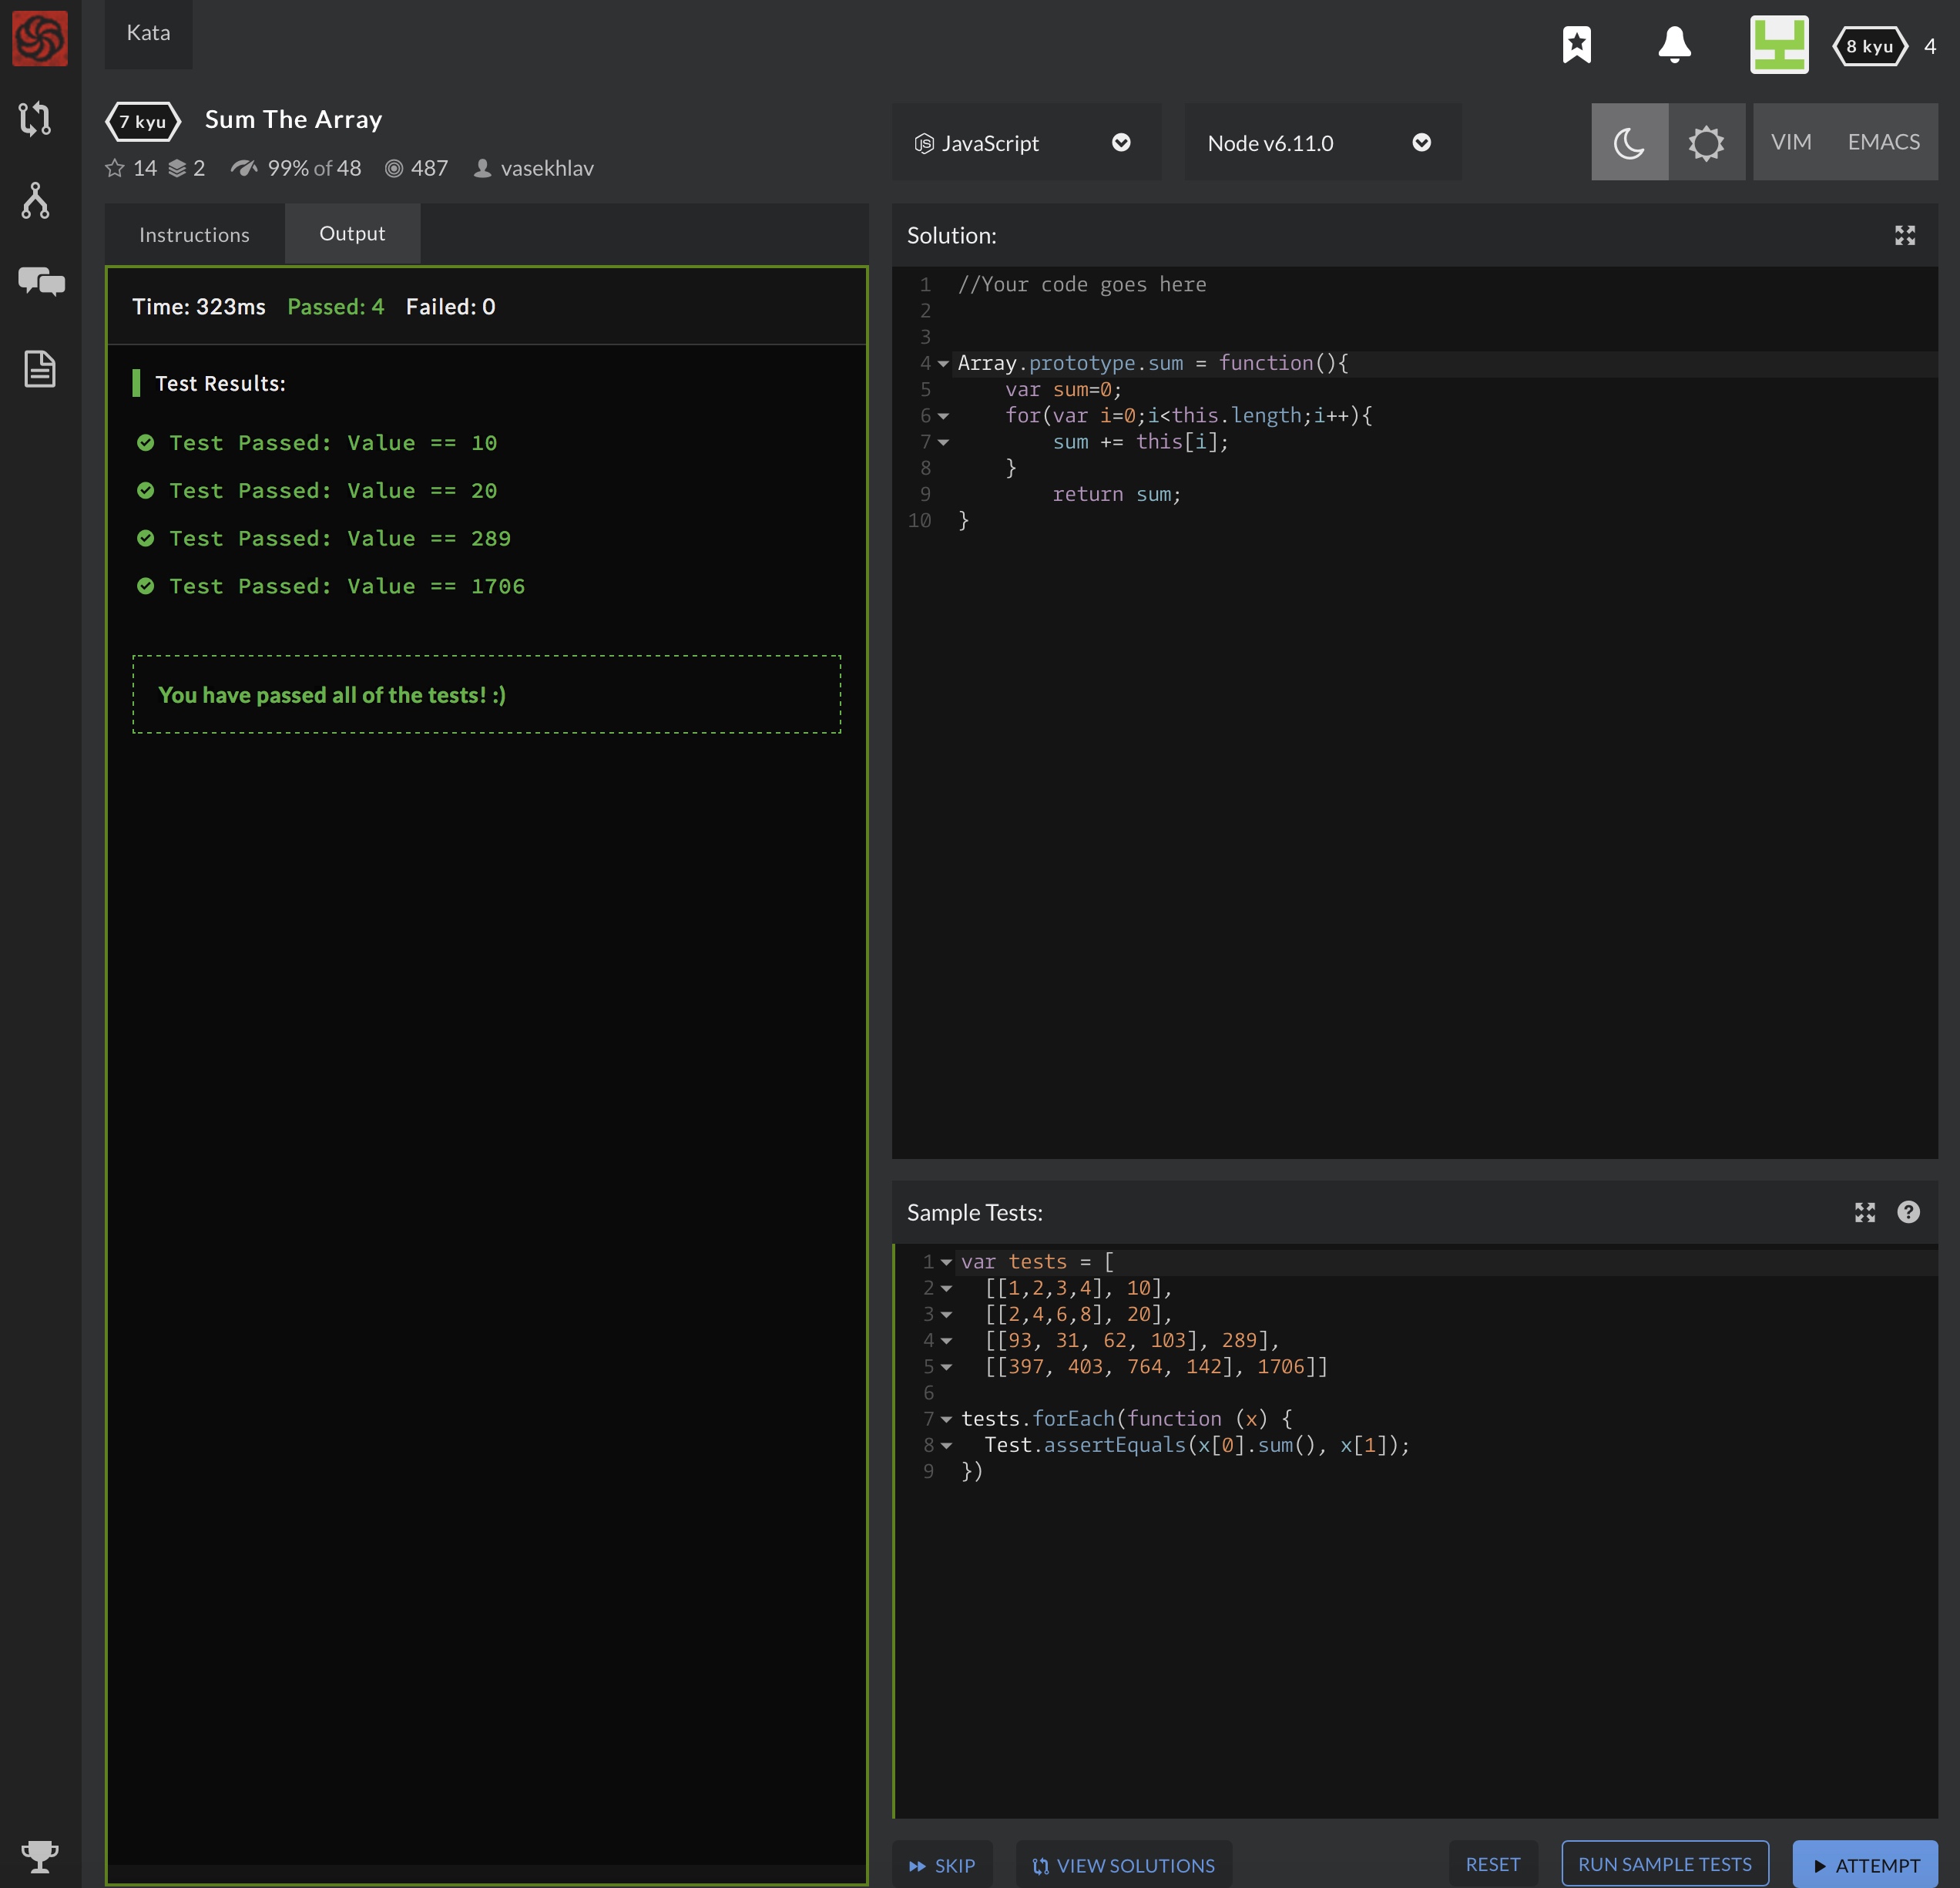 Kata
8 kyu 4
7 kyu Sum The Array
14 2 99% of 48 487 vasekhlav
JavaScript
Node v6.11.0
VIM EMACS
Instructions Output
Time: 323ms Passed: 4 Failed: 0
Test Results:
Test Passed: Value == 10
Test Passed: Value == 20
Test Passed: Value == 289
Test Passed: Value == 1706
You have passed all of the tests! :)
Solution:
1 //Your code goes here
2
3
4 Array.prototype.sum = function(){
5     var sum=0;
6     for(var i=0;i<this.length;i++){
7         sum += this[i];
8     }
9         return sum;
10 }
Sample Tests:
1 var tests = [
2   [[1,2,3,4], 10],
3   [[2,4,6,8], 20],
4   [[93, 31, 62, 103], 289],
5   [[397, 403, 764, 142], 1706]]
6
7 tests.forEach(function (x) {
8   Test.assertEquals(x[0].sum(), x[1]);
9 })
SKIP VIEW SOLUTIONS RESET RUN SAMPLE TESTS ATTEMPT